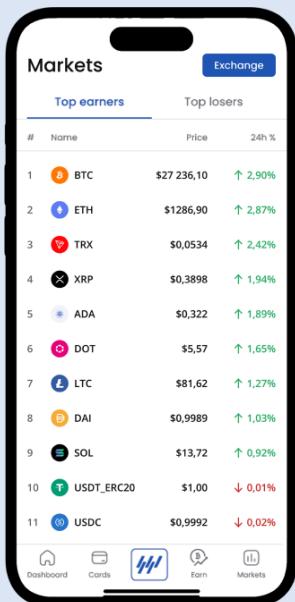 Markets
Exchange
Top earners Top losers
# Name Price 24h %
1 BTC $27 236,10 ↑ 2,90%
2 ETH $1286,90 ↑ 2,87%
3 TRX $0,0534 ↑ 2,42%
4 XRP $0,3898 ↑ 1,94%
5 ADA $0,322 ↑ 1,89%
6 DOT $5,57 ↑ 1,65%
7 LTC $81,62 ↑ 1,27%
8 DAI $0,9989 ↑ 1,03%
9 SOL $13,72 ↑ 0,92%
10 USDT_ERC20 $1,00 ↓ 0,01%
11 USDC $0,9992 ↓ 0,02%
Dashboard Cards Earn Markets